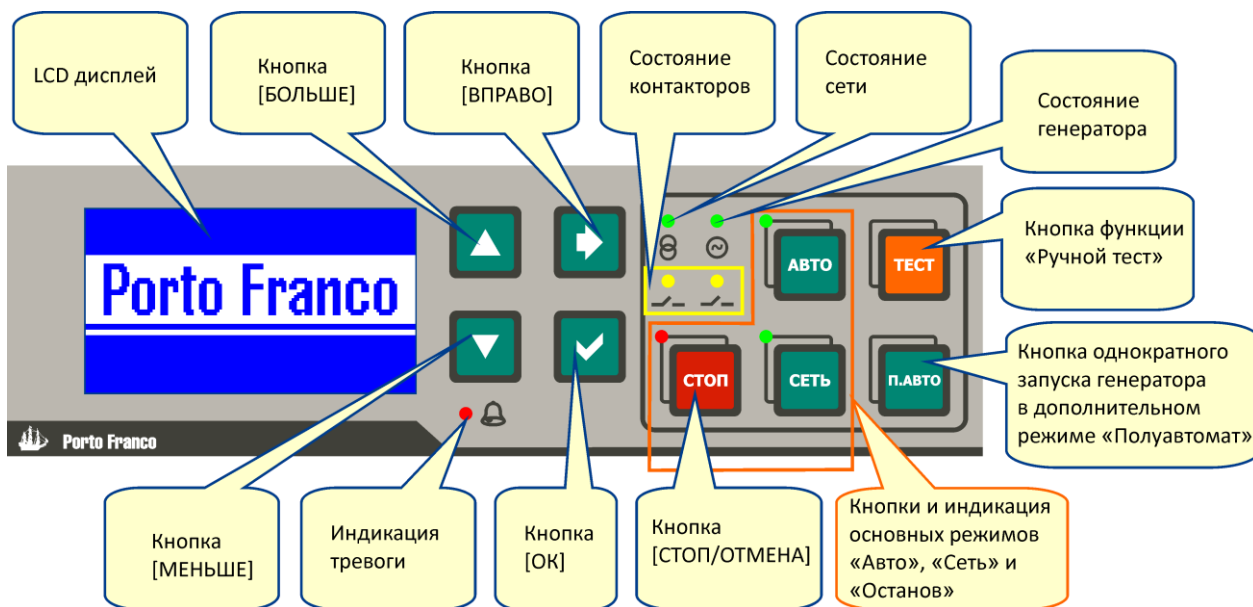 LCD дисплей
Кнопка
[БОЛЬШЕ]
Кнопка
[ВПРАВО]
Состояние
контакторов
Состояние
сети
Состояние
генератора
Porto Franco
АВТО
ТЕСТ
Кнопка функции
«Ручной тест»
СТОП
СЕТЬ
П.АВТО
Кнопка однократного
запуска генератора
в дополнительном
режиме «Полуавтомат»
Porto Franco
Кнопка
[МЕНЬШЕ]
Индикация
тревоги
Кнопка
[ОК]
Кнопка
[СТОП/ОТМЕНА]
Кнопки и индикация
основных режимов
«Авто», «Сеть» и
«Останов»